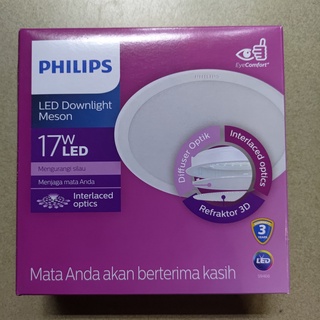 PHILIPS
EyeComfort
LED Downlight
Meson
17W
LED
Mengurangi silau
Menjaga mata Anda
Interlaced
optics
PHILIPS
Diffuser Optik
Interlaced optics
Refraktor 3D
3
LED
Mata Anda akan berterima kasih